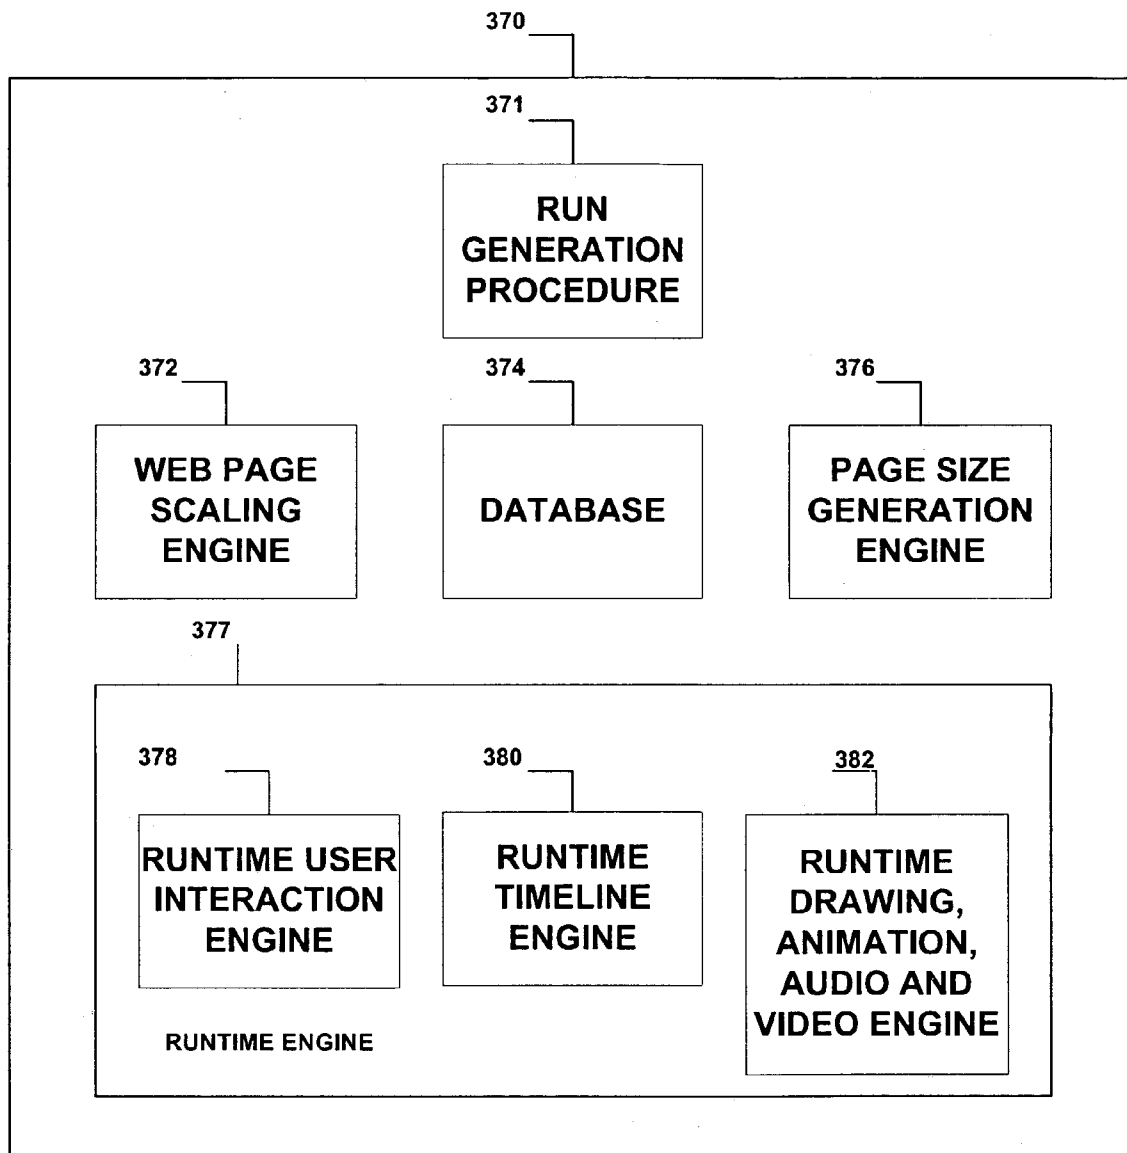 370
371
RUN
GENERATION
PROCEDURE
372
374
376
WEB PAGE
SCALING
ENGINE
DATABASE
PAGE SIZE
GENERATION
ENGINE
377
378
380
382
RUNTIME USER
INTERACTION
ENGINE
RUNTIME
TIMELINE
ENGINE
RUNTIME
DRAWING,
ANIMATION,
AUDIO AND
VIDEO ENGINE
RUNTIME ENGINE